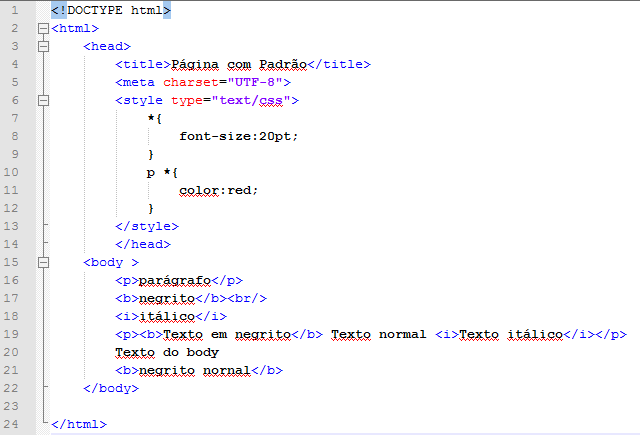 1 <!DOCTYPE html>
2 <html>
3 <head>
4 <title>Página com Padrão</title>
5 <meta charset="UTF-8">
6 <style type="text/css">
7 *{
8 font-size:20pt;
9 }
10 p *{
11 color:red;
12 }
13 </style>
14 </head>
15 <body >
16 <p>parágrafo</p>
17 <b>negrito</b><br/>
18 <i>itálico</i>
19 <p><b>Texto em negrito</b> Texto normal <i>Texto itálico</i></p>
20 Texto do body
21 <b>negrito nornal</b>
22 </body>
23
24 </html>